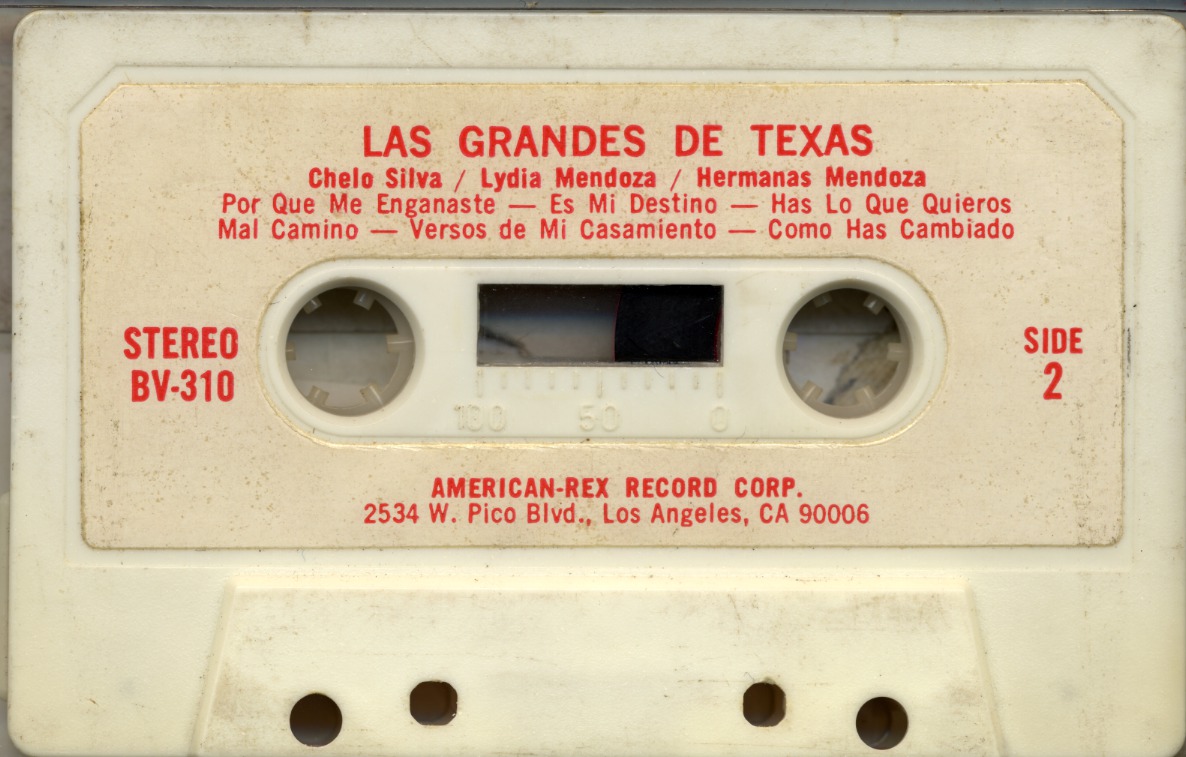 LAS GRANDES DE TEXAS
Chelo Silva / Lydia Mendoza / Hermanas Mendoza
Por Que Me Enganaste — Es Mi Destino — Has Lo Que Quieros
Mal Camino — Versos de Mi Casamiento — Como Has Cambiado
STEREO
BV-310
SIDE
2
100 50 0
AMERICAN-REX RECORD CORP.
2534 W. Pico Blvd., Los Angeles, CA 90006